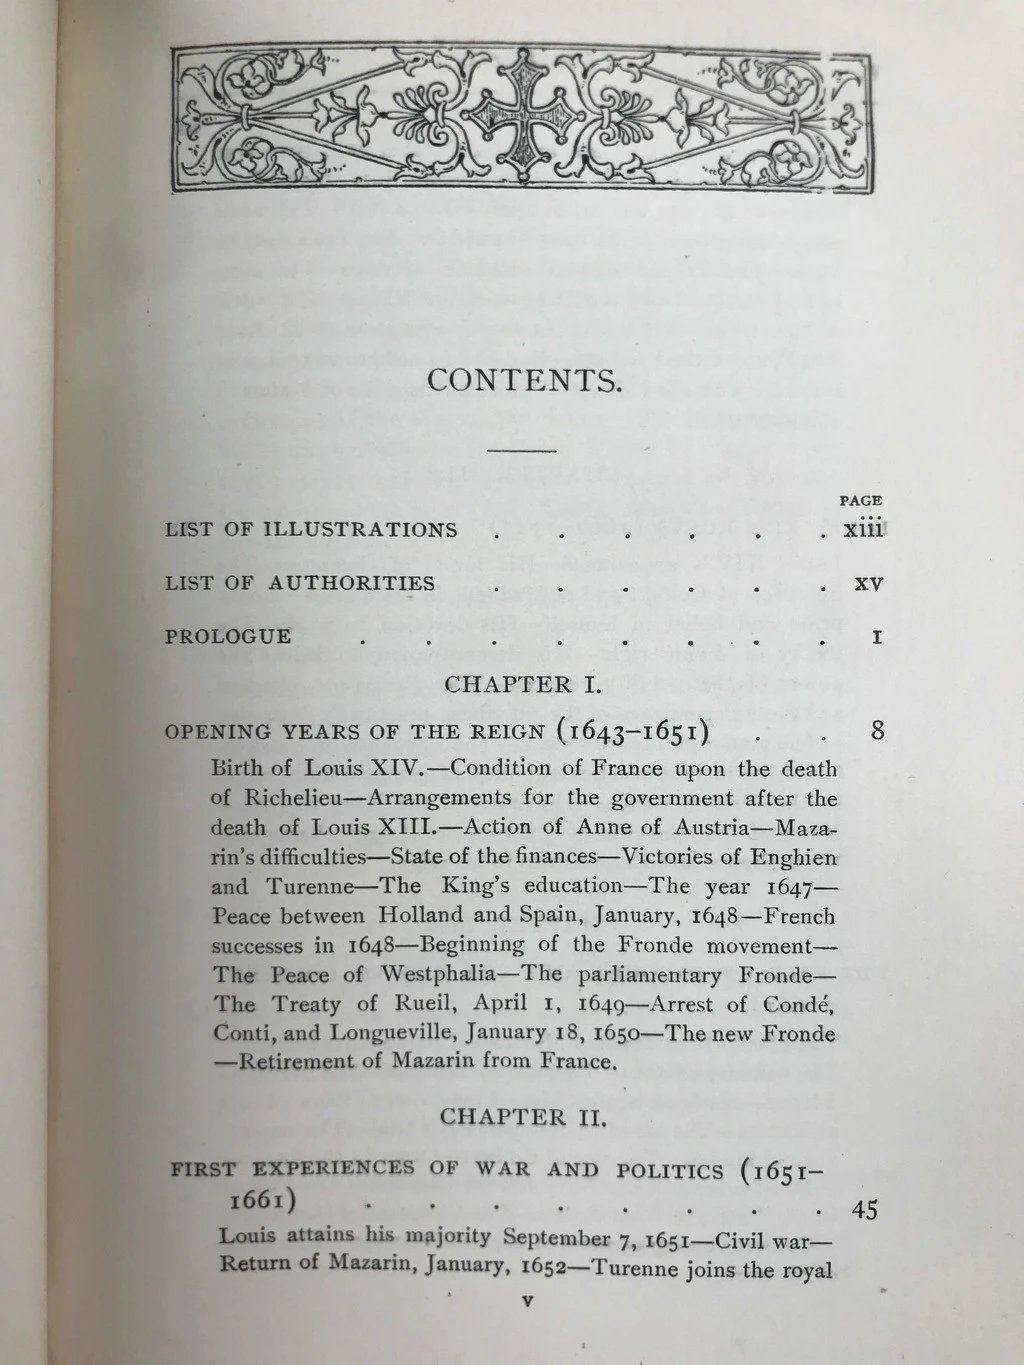 CONTENTS.
PAGE
LIST OF ILLUSTRATIONS . . . . . . xiii
LIST OF AUTHORITIES . . . . . . xv
PROLOGUE . . . . . . . . 1
CHAPTER I.
OPENING YEARS OF THE REIGN (1643–1651) . . 8
Birth of Louis XIV.—Condition of France upon the death
of Richelieu—Arrangements for the government after the
death of Louis XIII.—Action of Anne of Austria—Maza-
rin's difficulties—State of the finances—Victories of Enghien
and Turenne—The King's education—The year 1647—
Peace between Holland and Spain, January, 1648—French
successes in 1648—Beginning of the Fronde movement—
The Peace of Westphalia—The parliamentary Fronde—
The Treaty of Rueil, April 1, 1649—Arrest of Condé,
Conti, and Longueville, January 18, 1650—The new Fronde
—Retirement of Mazarin from France.
CHAPTER II.
FIRST EXPERIENCES OF WAR AND POLITICS (1651–
1661) . . . . . . . . 45
Louis attains his majority September 7, 1651—Civil war—
Return of Mazarin, January, 1652—Turenne joins the royal
v